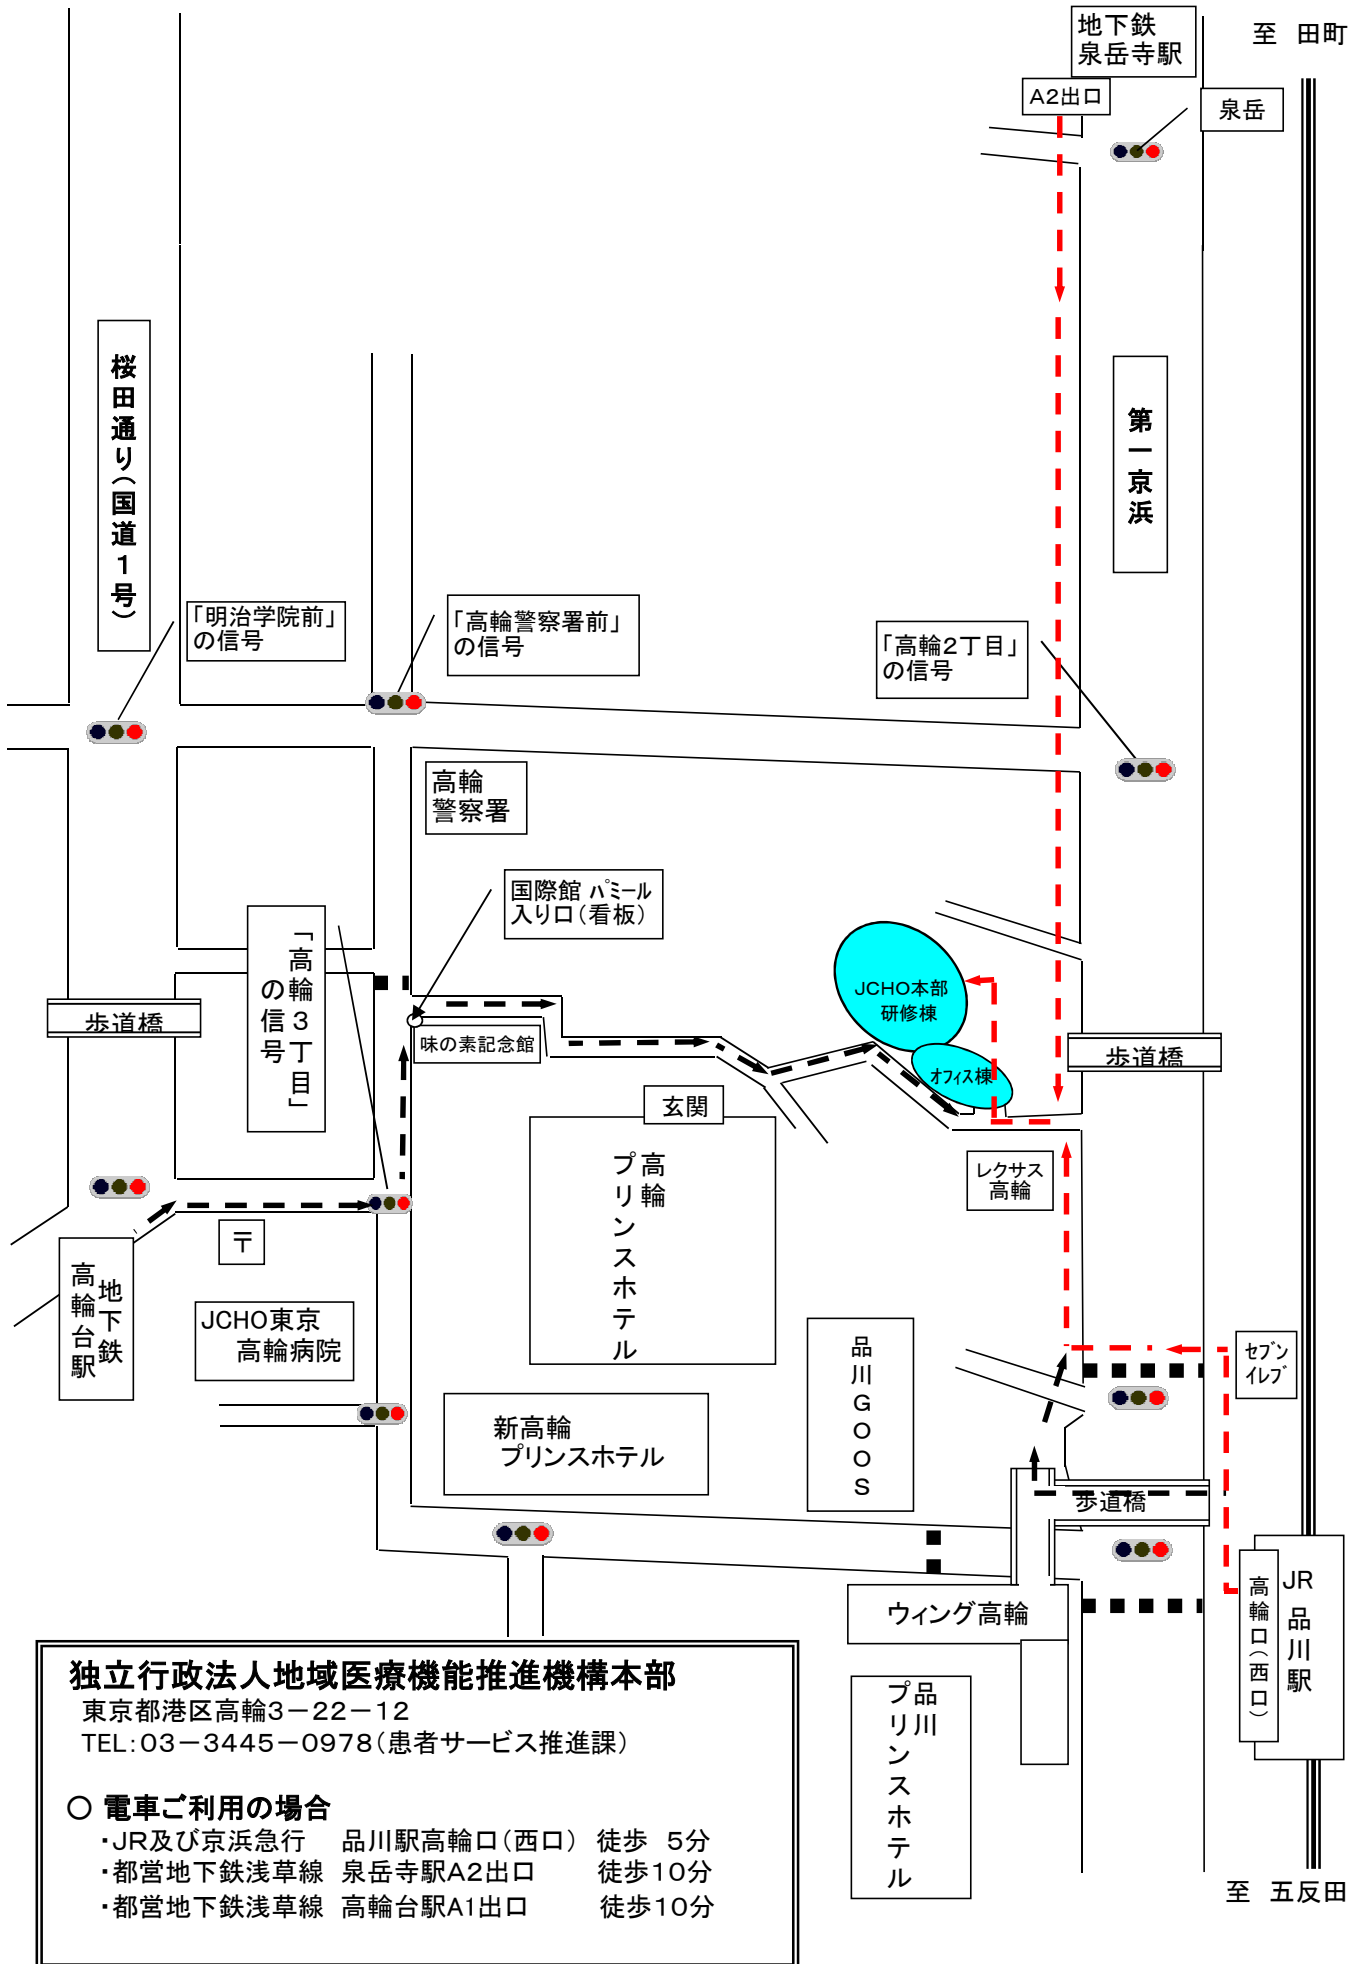 地下鉄
泉岳寺駅
至 田町
A2出口
泉岳
桜田通り(国道1号)
第一京浜
「明治学院前」
の信号
「高輪警察署前」
の信号
「高輪2丁目」
の信号
高輪
警察署
国際館 パミール
入り口(看板)
「高輪3丁目」
の信号
JCHO本部
研修棟
オフィス棟
歩道橋
味の素記念館
歩道橋
玄関
高輪
プリンスホテル
レクサス
高輪
〒
地下鉄
高輪台駅
JCHO東京
高輪病院
品川GOOS
セブン
イレブ
新高輪
プリンスホテル
歩道橋
高輪口(西口)
JR
品川駅
ウィング高輪
品川
プリンスホテル
至 五反田
独立行政法人地域医療機能推進機構本部
東京都港区高輪3-22-12
TEL:03-3445-0978(患者サービス推進課)
○ 電車ご利用の場合
・JR及び京浜急行 品川駅高輪口(西口) 徒歩 5分
・都営地下鉄浅草線 泉岳寺駅A2出口 徒歩10分
・都営地下鉄浅草線 高輪台駅A1出口 徒歩10分